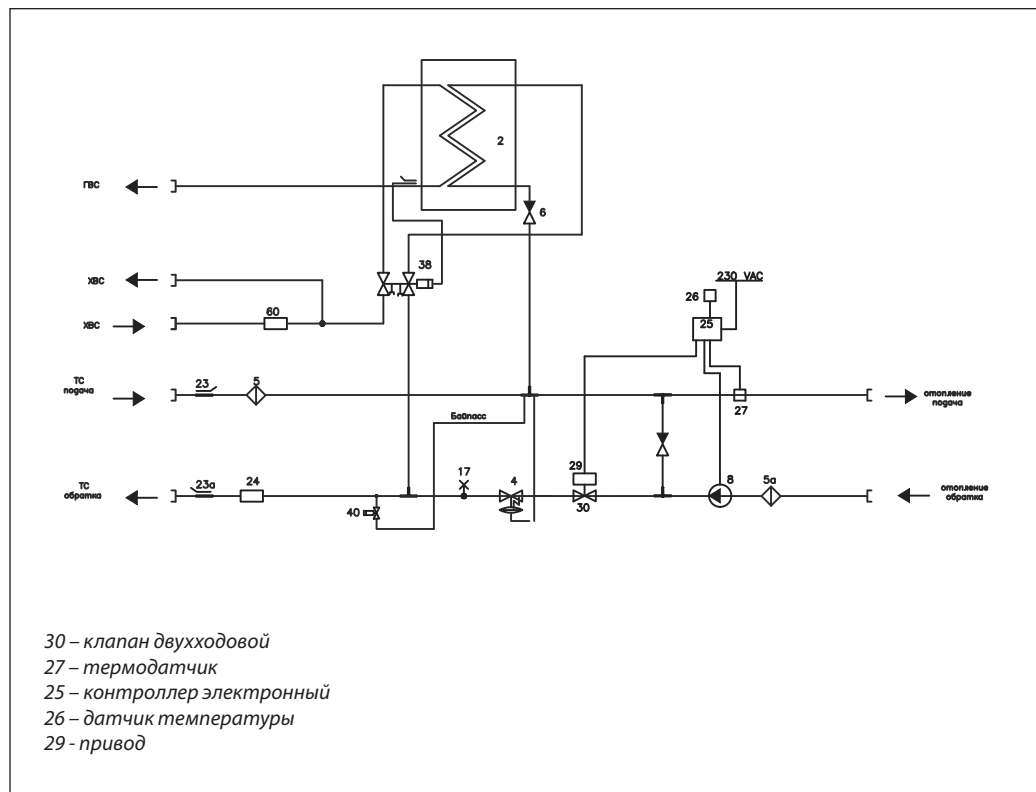 2
ГВС
6
ХВС
38
230 VAC
26
60
25
ХВС
ТС
подача
23
5
27
отопление
подача
Байпасс
29
17
4
ТС
обратка
23а
24
8
5а
отопление
обратка
40
30
30 – клапан двухходовой
27 – термодатчик
25 – контроллер электронный
26 – датчик температуры
29 - привод